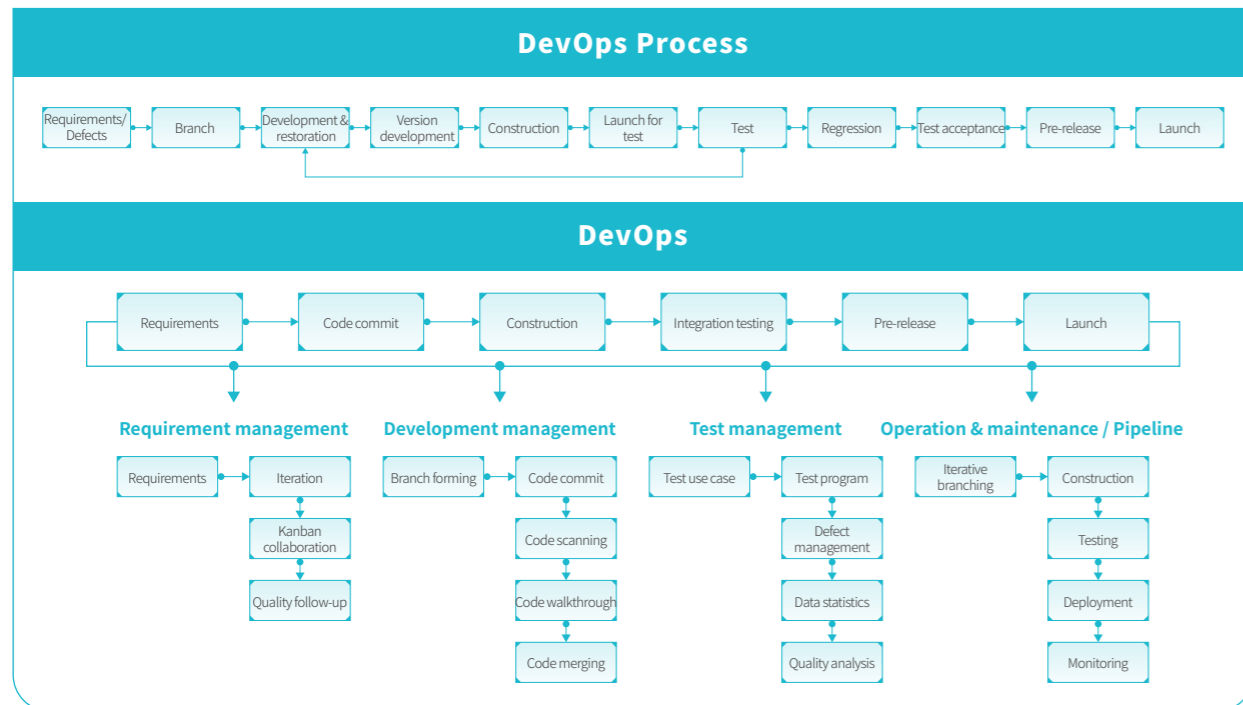 DevOps Process
Requirements/
Defects
Branch
Development &
restoration
Version
development
Construction
Launch for
test
Test
Regression
Test acceptance
Pre-release
Launch
DevOps
Requirements
Code commit
Construction
Integration testing
Pre-release
Launch
Requirement management
Development management
Test management
Operation & maintenance / Pipeline
Requirements
Iteration
Kanban
collaboration
Quality follow-up
Branch forming
Code commit
Code scanning
Code walkthrough
Code merging
Test use case
Test program
Defect
management
Data statistics
Quality analysis
Iterative
branching
Construction
Testing
Deployment
Monitoring